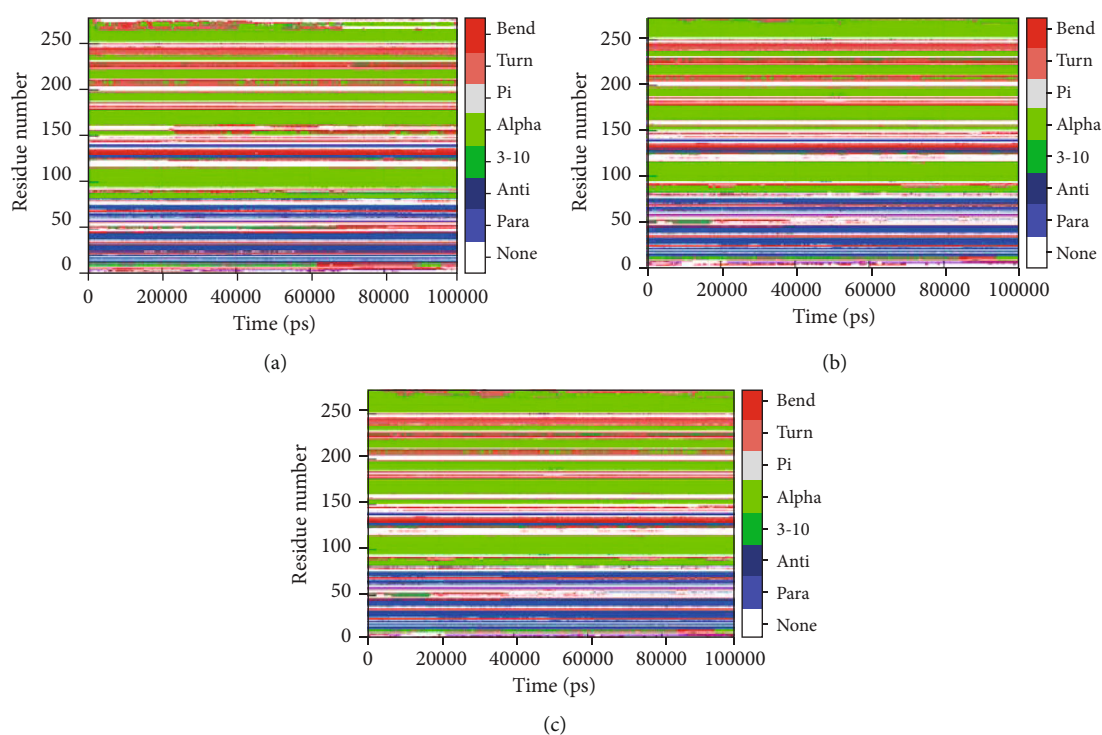 Residue number
250
200
150
100
50
0
0 20000 40000 60000 80000 100000
Time (ps)
Bend
Turn
Pi
Alpha
3-10
Anti
Para
None
(a)
Residue number
250
200
150
100
50
0
0 20000 40000 60000 80000 100000
Time (ps)
Bend
Turn
Pi
Alpha
3-10
Anti
Para
None
(b)
Residue number
250
200
150
100
50
0
0 20000 40000 60000 80000 100000
Time (ps)
Bend
Turn
Pi
Alpha
3-10
Anti
Para
None
(c)